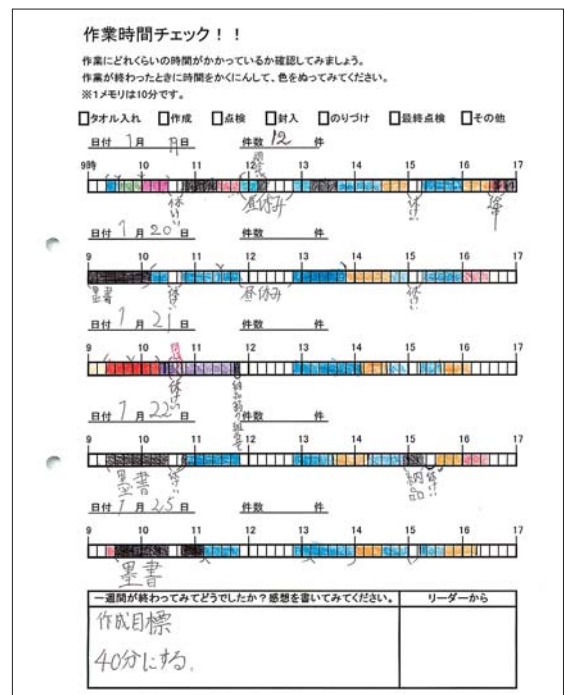 作業時間チェック！！
作業にどれくらいの時間がかかっているか確認してみましょう。
作業が終わったときに時間をかくにんして、色をぬってみてください。
※1メモリは10分です。
□タオル入れ □作成 □点検 □封入 □のりづけ □最終点検 □その他
日付 1月 月日 件数 12 件
9時 10 11 12 13 14 15 16 17
休けい 昼休み 休けい
日付 1月20日 件数 件
9 10 11 12 13 14 15 16 17
墨書 休けい 昼休み 休けい
日付 1月21日 件数 件
9 10 11 12 13 14 15 16 17
休けい
日付 1月22日 件数 件
9 10 11 12 13 14 15 16 17
墨書 休けい 納品 休けい
日付 1月25日 件数 件
9 10 11 12 13 14 15 16 17
墨書
一週間が終わってみてどうでしたか？感想を書いてみてください。 リーダーから
作成目標
40分にする.